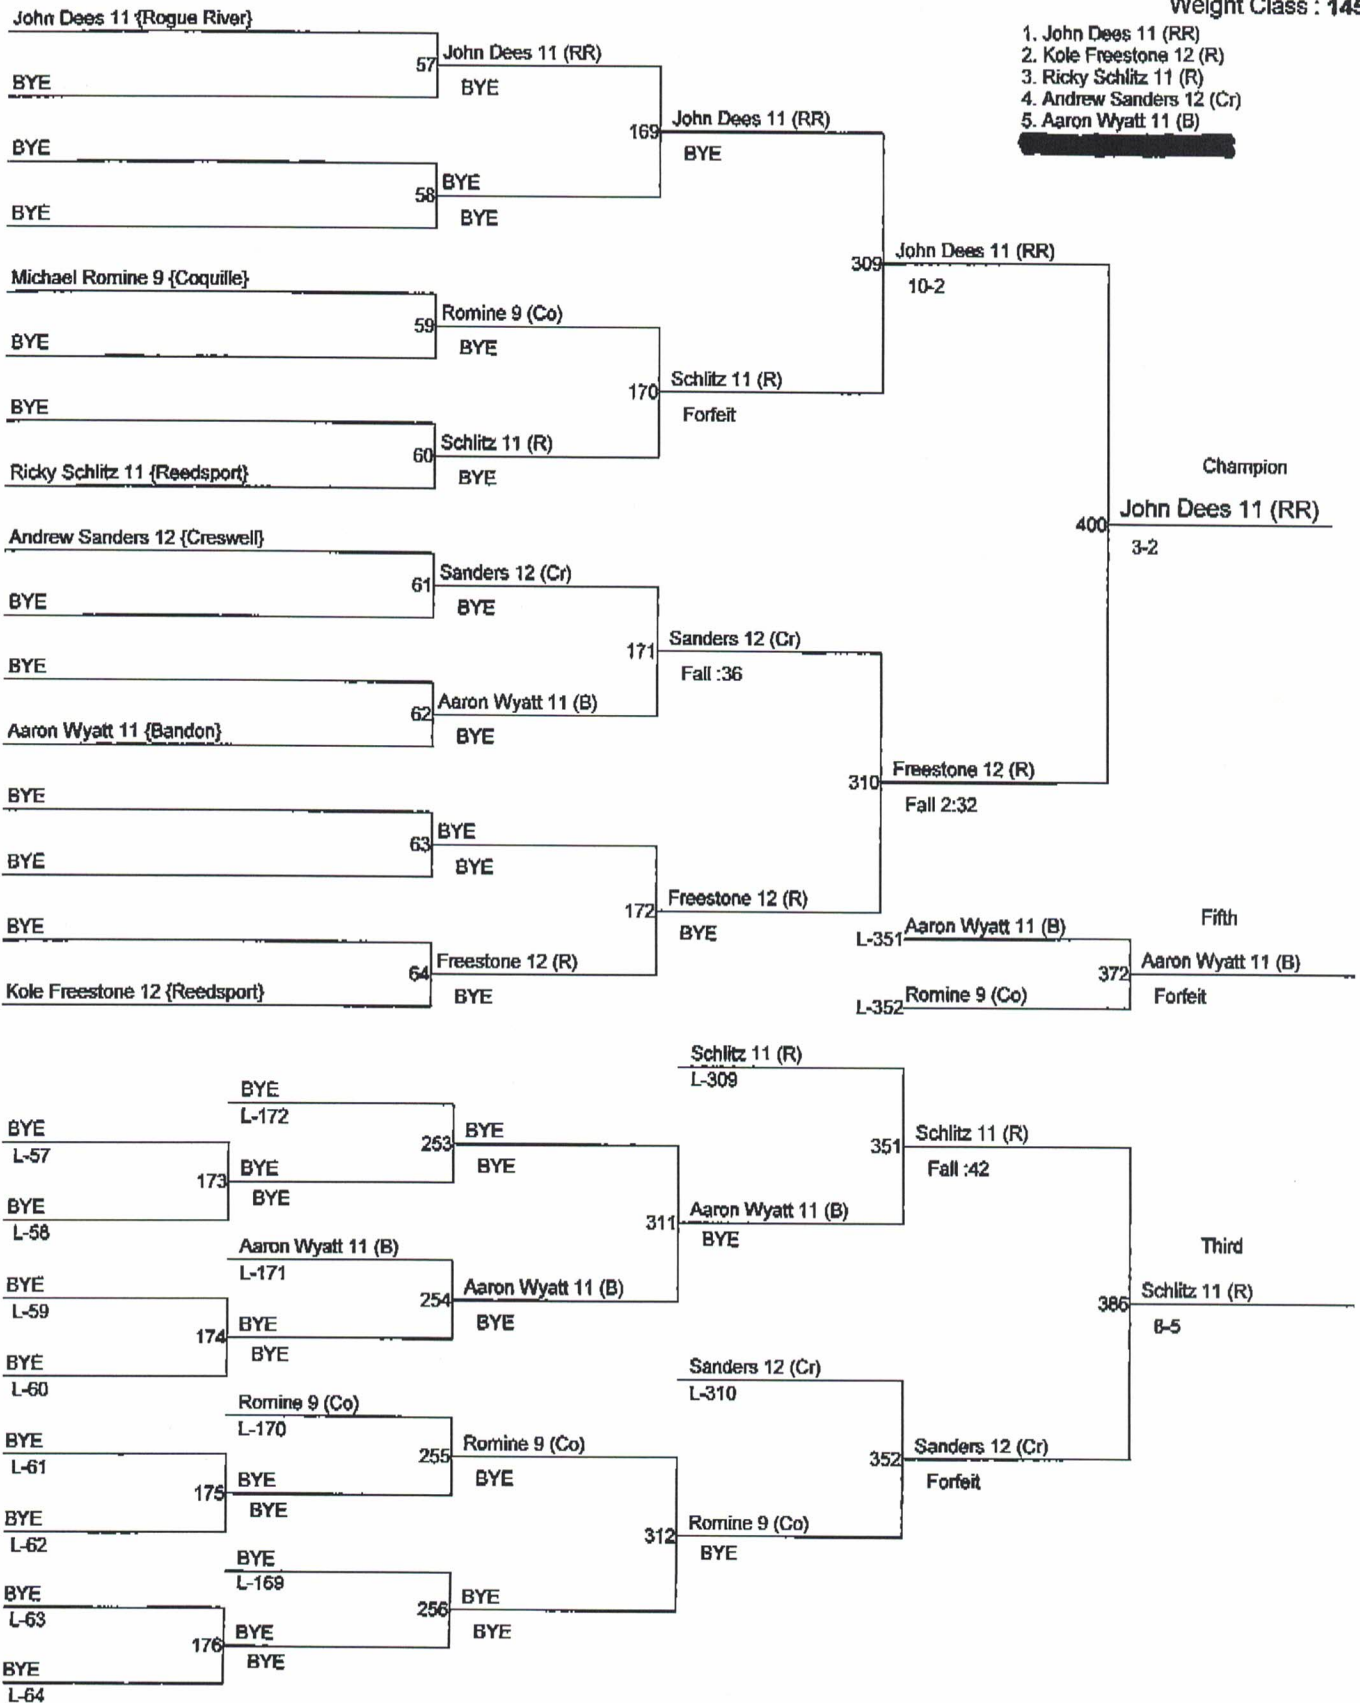 Weight Class : 145
1. John Dees 11 (RR)
2. Kole Freestone 12 (R)
3. Ricky Schlitz 11 (R)
4. Andrew Sanders 12 (Cr)
5. Aaron Wyatt 11 (B)
John Dees 11 {Rogue River}
57
John Dees 11 (RR)
BYE
BYE
169
John Dees 11 (RR)
BYE
BYE
58
BYE
BYE
BYE
309
John Dees 11 (RR)
10-2
Michael Romine 9 {Coquille}
59
Romine 9 (Co)
BYE
BYE
170
Schlitz 11 (R)
Forfeit
BYE
60
Schlitz 11 (R)
BYE
Ricky Schlitz 11 {Reedsport}
Champion
400
John Dees 11 (RR)
3-2
Andrew Sanders 12 {Creswell}
61
Sanders 12 (Cr)
BYE
BYE
171
Sanders 12 (Cr)
Fall :36
BYE
62
Aaron Wyatt 11 (B)
BYE
Aaron Wyatt 11 {Bandon}
310
Freestone 12 (R)
Fall 2:32
BYE
63
BYE
BYE
BYE
172
Freestone 12 (R)
BYE
BYE
64
Freestone 12 (R)
BYE
Kole Freestone 12 {Reedsport}
Fifth
L-351
Aaron Wyatt 11 (B)
372
Aaron Wyatt 11 (B)
Forfeit
L-352
Romine 9 (Co)
Schlitz 11 (R)
L-309
BYE
L-172
BYE
L-57
253
BYE
BYE
173
BYE
BYE
BYE
L-58
351
Schlitz 11 (R)
Fall :42
311
Aaron Wyatt 11 (B)
BYE
Aaron Wyatt 11 (B)
L-171
BYE
L-59
254
Aaron Wyatt 11 (B)
BYE
174
BYE
BYE
BYE
L-60
Third
386
Schlitz 11 (R)
6-5
Sanders 12 (Cr)
L-310
Romine 9 (Co)
L-170
BYE
L-61
255
Romine 9 (Co)
BYE
175
BYE
BYE
BYE
L-62
352
Sanders 12 (Cr)
Forfeit
312
Romine 9 (Co)
BYE
BYE
L-169
BYE
L-63
256
BYE
BYE
176
BYE
BYE
BYE
L-64